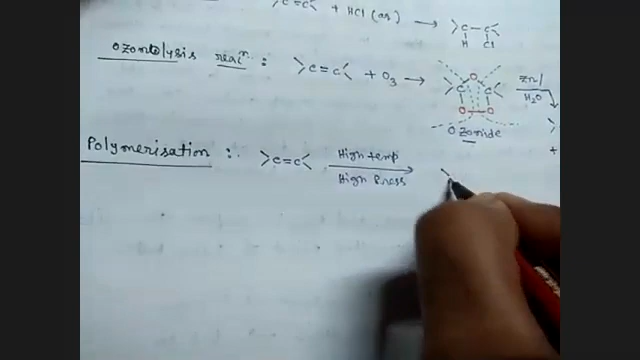 >C=C< + HCl (aq) → >C-C<
H Cl
Ozonolysis reacⁿ : >C=C< + O3 → C O C O O Zn/ H2O
Ozonide +
Polymerisation :- >C=C< High temp High Press →